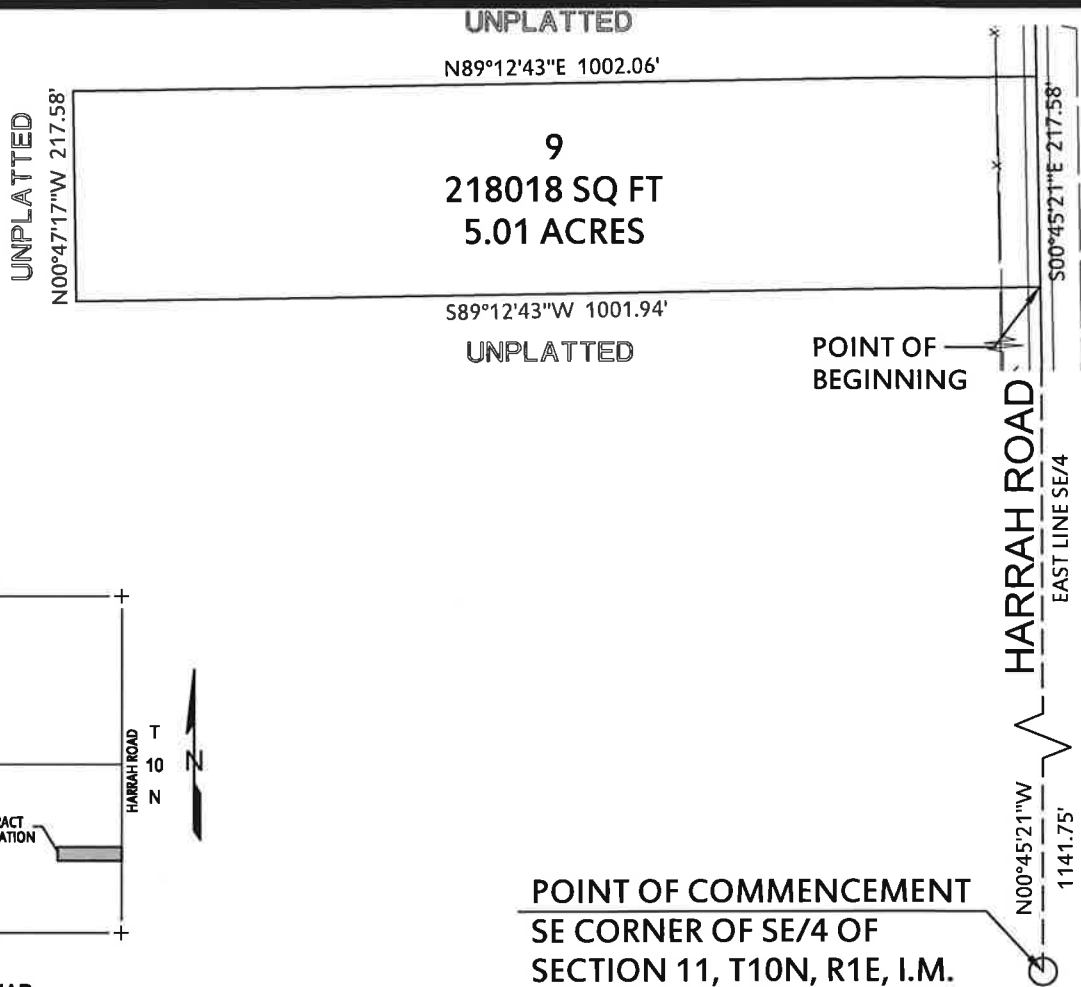 UNPLATTED
N89°12'43"E 1002.06'
UNPLATTED
N00°47'17"W 217.58'
9
218018 SQ FT
5.01 ACRES
S00°45'21"E 217.58'
S89°12'43"W 1001.94'
UNPLATTED
POINT OF
BEGINNING
HARRAH ROAD
EAST LINE SE/4
HARRAH ROAD
T
10
N
N
N00°45'21"W
1141.75'
POINT OF COMMENCEMENT
SE CORNER OF SE/4 OF
SECTION 11, T10N, R1E, I.M.